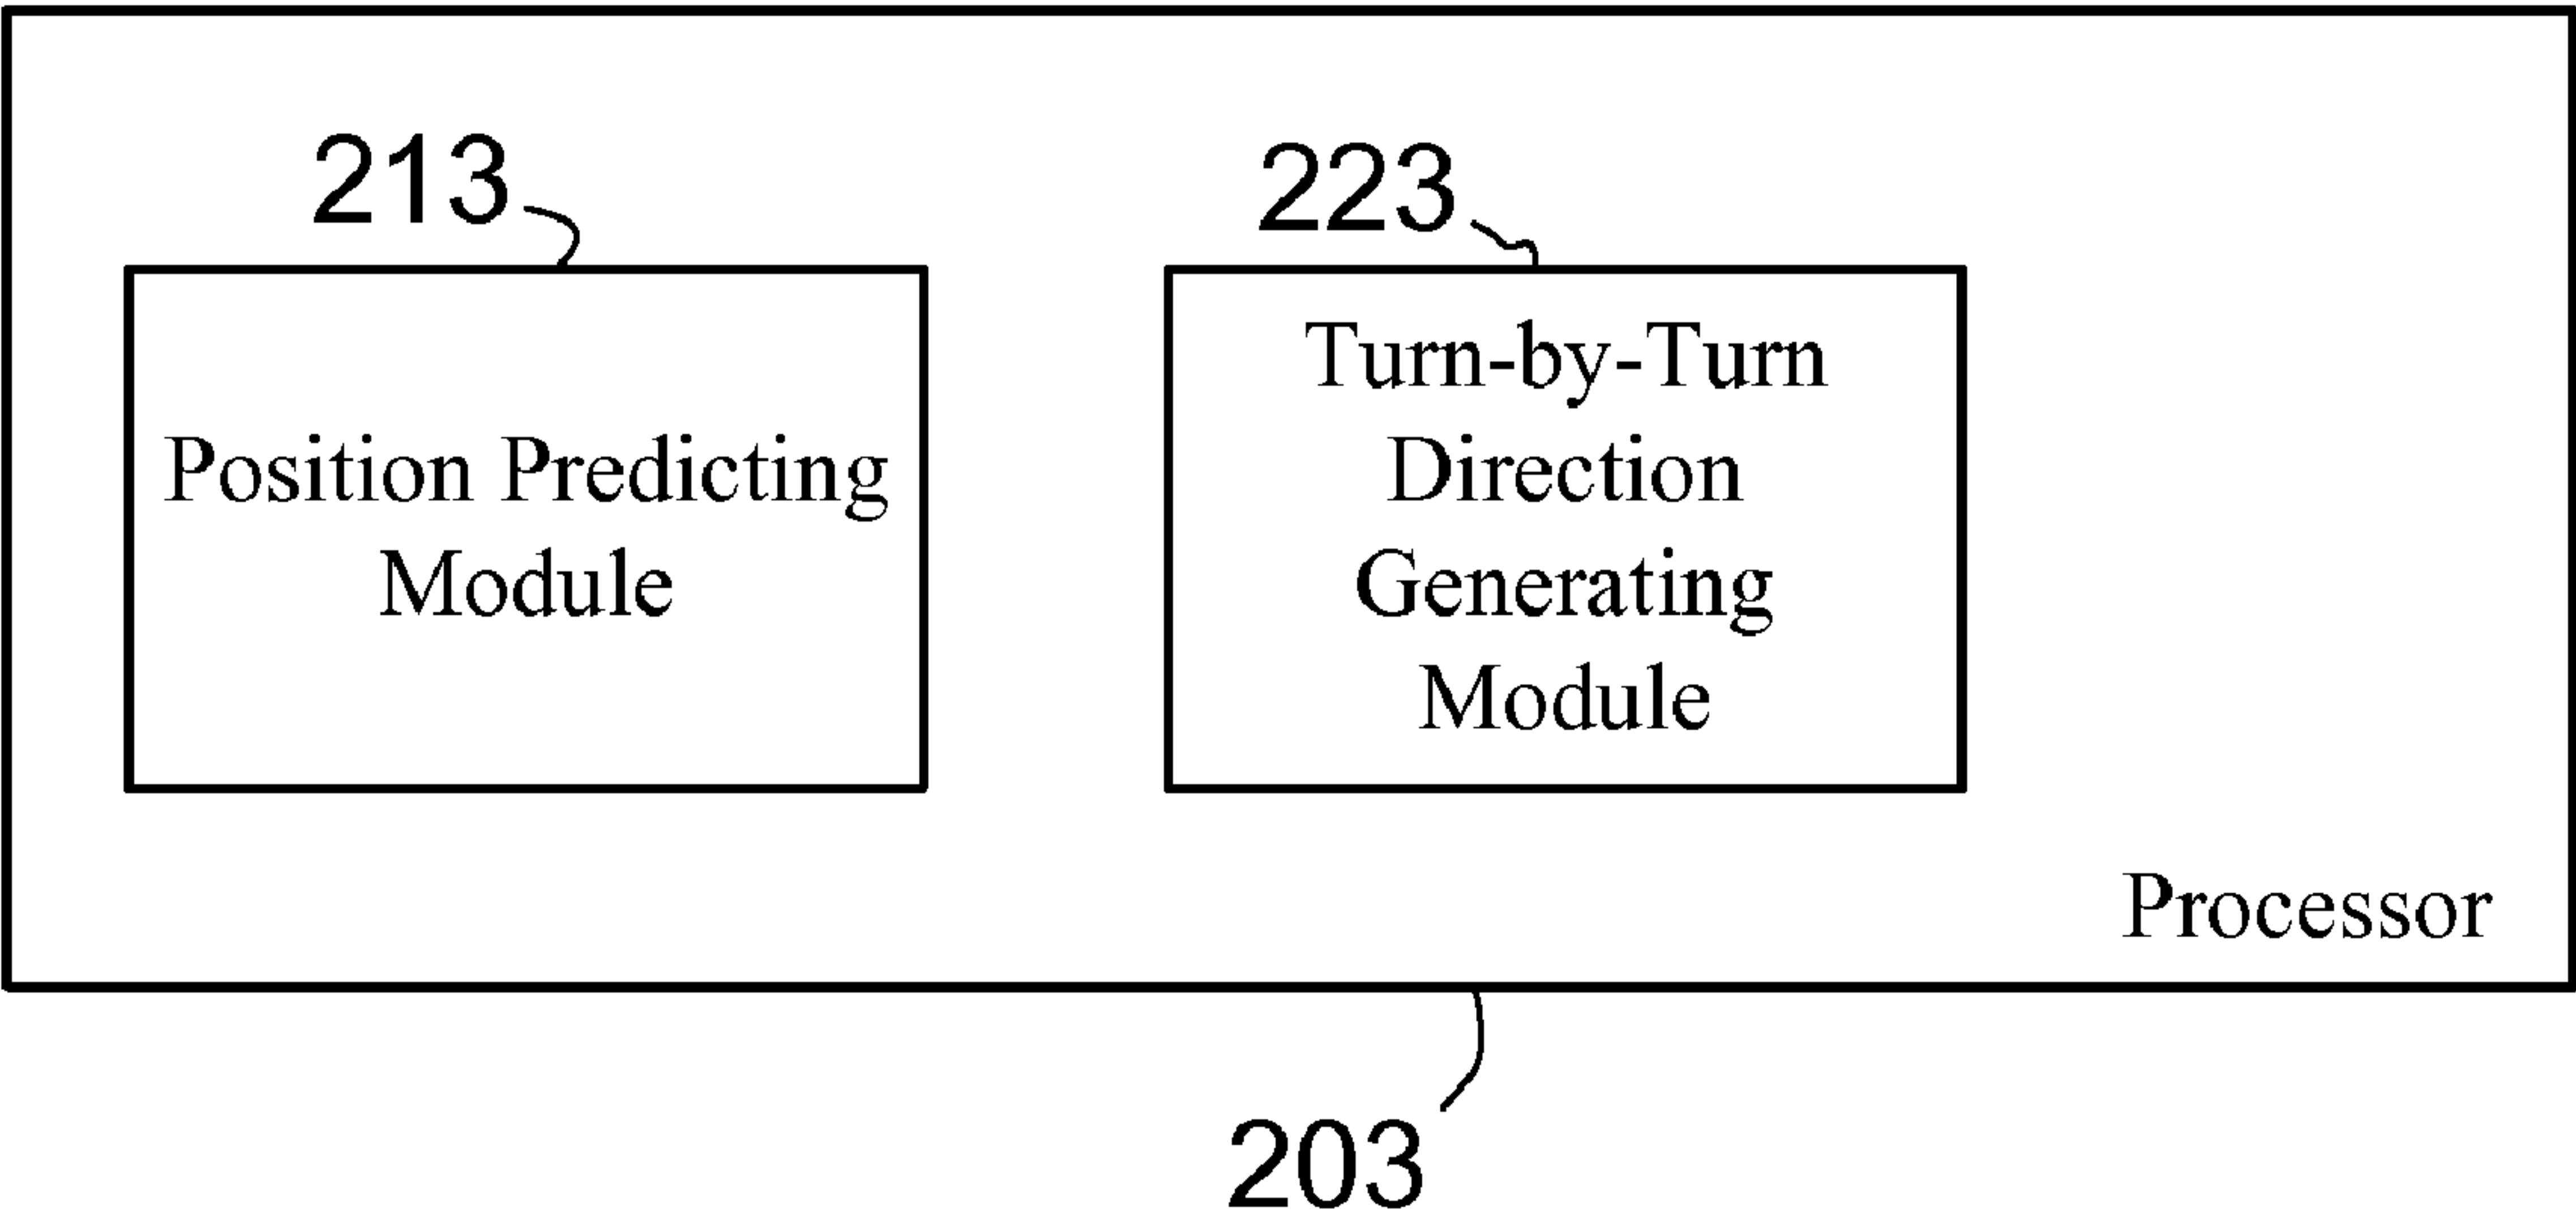 213
223
Position Predicting
Module
Turn-by-Turn
Direction
Generating
Module
Processor
203